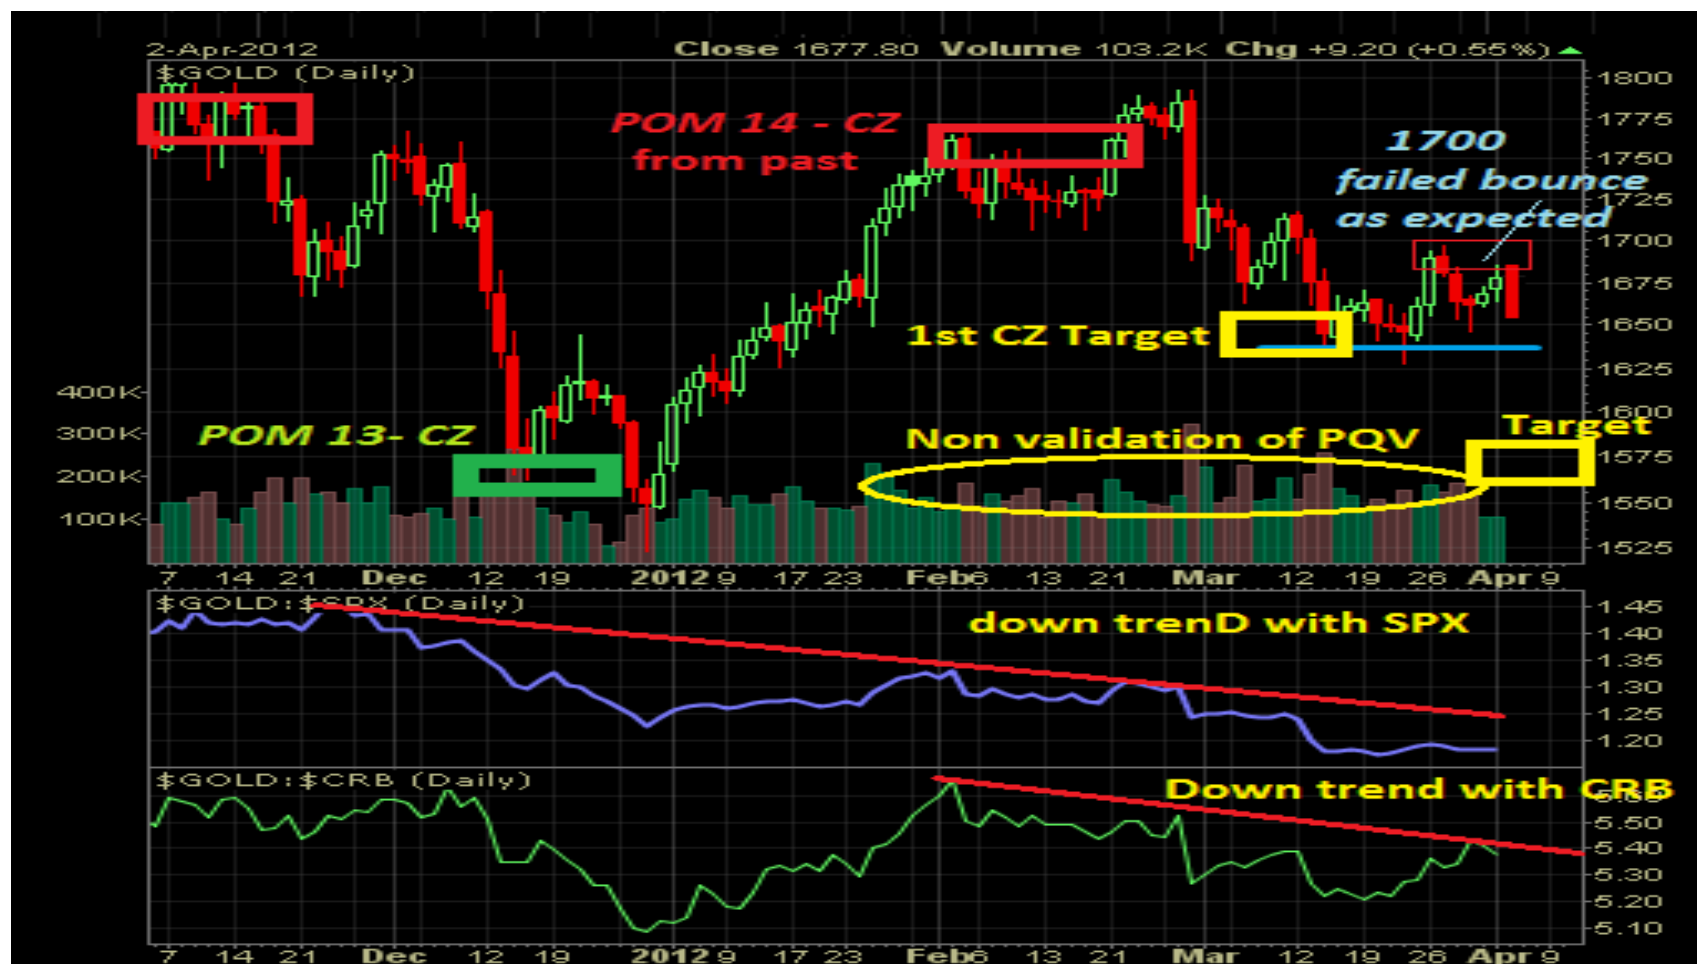 2-Apr-2012 Close 1677.80 Volume 103.2K Chg +9.20 (+0.55%)
$GOLD (Daily)
1800
POM 14 - CZ
from past
1775
1700
failed bounce
as expected
1750
1725
1700
1675
1st CZ Target
1650
1625
400K
1600
Target
300K
POM 13- CZ
Non validation of PQV
1575
200K
1550
100K
1525
7 14 21 Dec 12 19 2012 9 17 23 Feb 6 13 21 Mar 12 19 26 Apr 9
$GOLD:$SPX (Daily)
down trenD with SPX
1.45
1.40
1.35
1.30
1.25
1.20
$GOLD:$CRB (Daily)
Down trend with CRB
5.50
5.40
5.30
5.20
5.10
7 14 21 Dec 12 19 2012 9 17 23 Feb 6 13 21 Mar 12 19 26 Apr 9